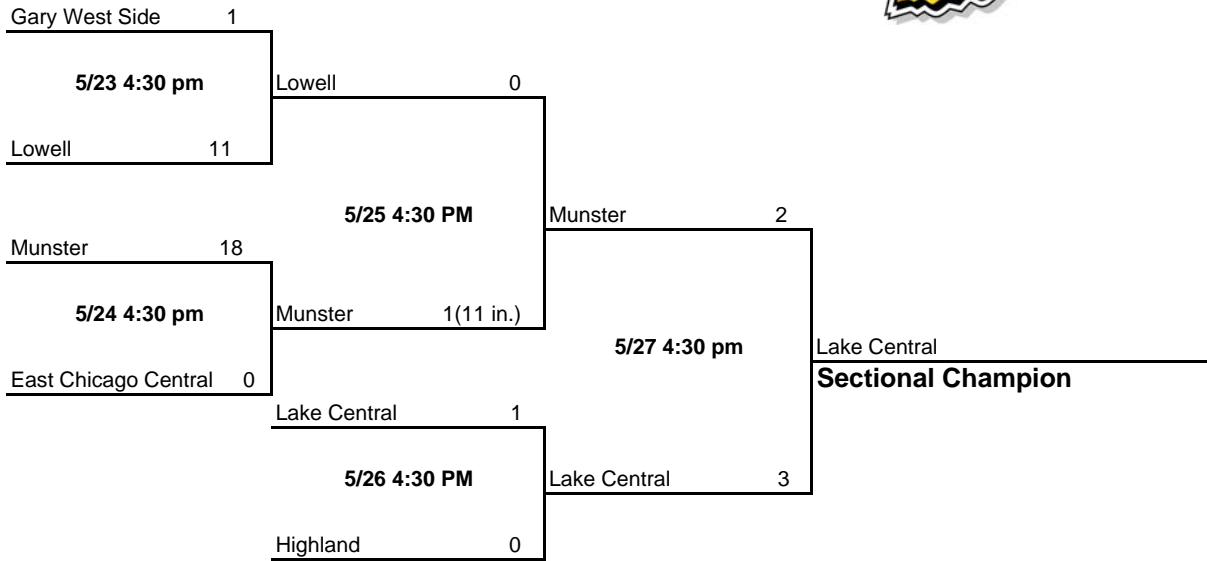 Gary West Side 1
5/23 4:30 pm
Lowell 0
Lowell 11
5/25 4:30 PM
Munster 2
Munster 18
5/24 4:30 pm
Munster 1(11 in.)
5/27 4:30 pm
Lake Central
East Chicago Central 0
Sectional Champion
Lake Central 1
5/26 4:30 PM
Lake Central 3
Highland 0